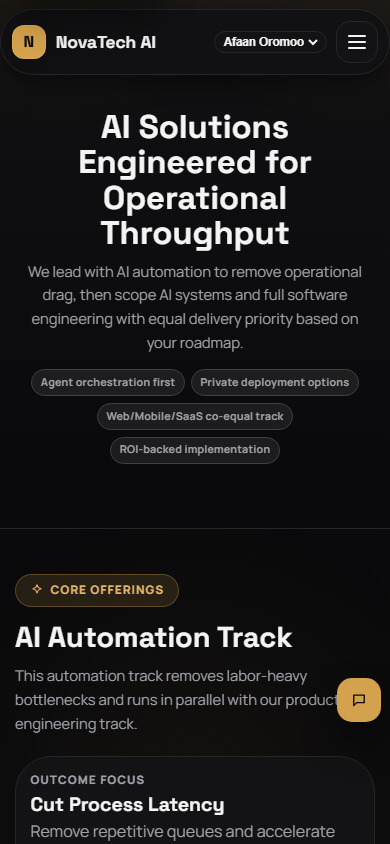 N NovaTech AI Afaan Oromoo
AI Solutions
Engineered for
Operational
Throughput
We lead with AI automation to remove operational
drag, then scope AI systems and full software
engineering with equal delivery priority based on
your roadmap.
Agent orchestration first Private deployment options
Web/Mobile/SaaS co-equal track
ROI-backed implementation
CORE OFFERINGS
AI Automation Track
This automation track removes labor-heavy
bottlenecks and runs in parallel with our product
engineering track.
OUTCOME FOCUS
Cut Process Latency
Remove repetitive queues and accelerate